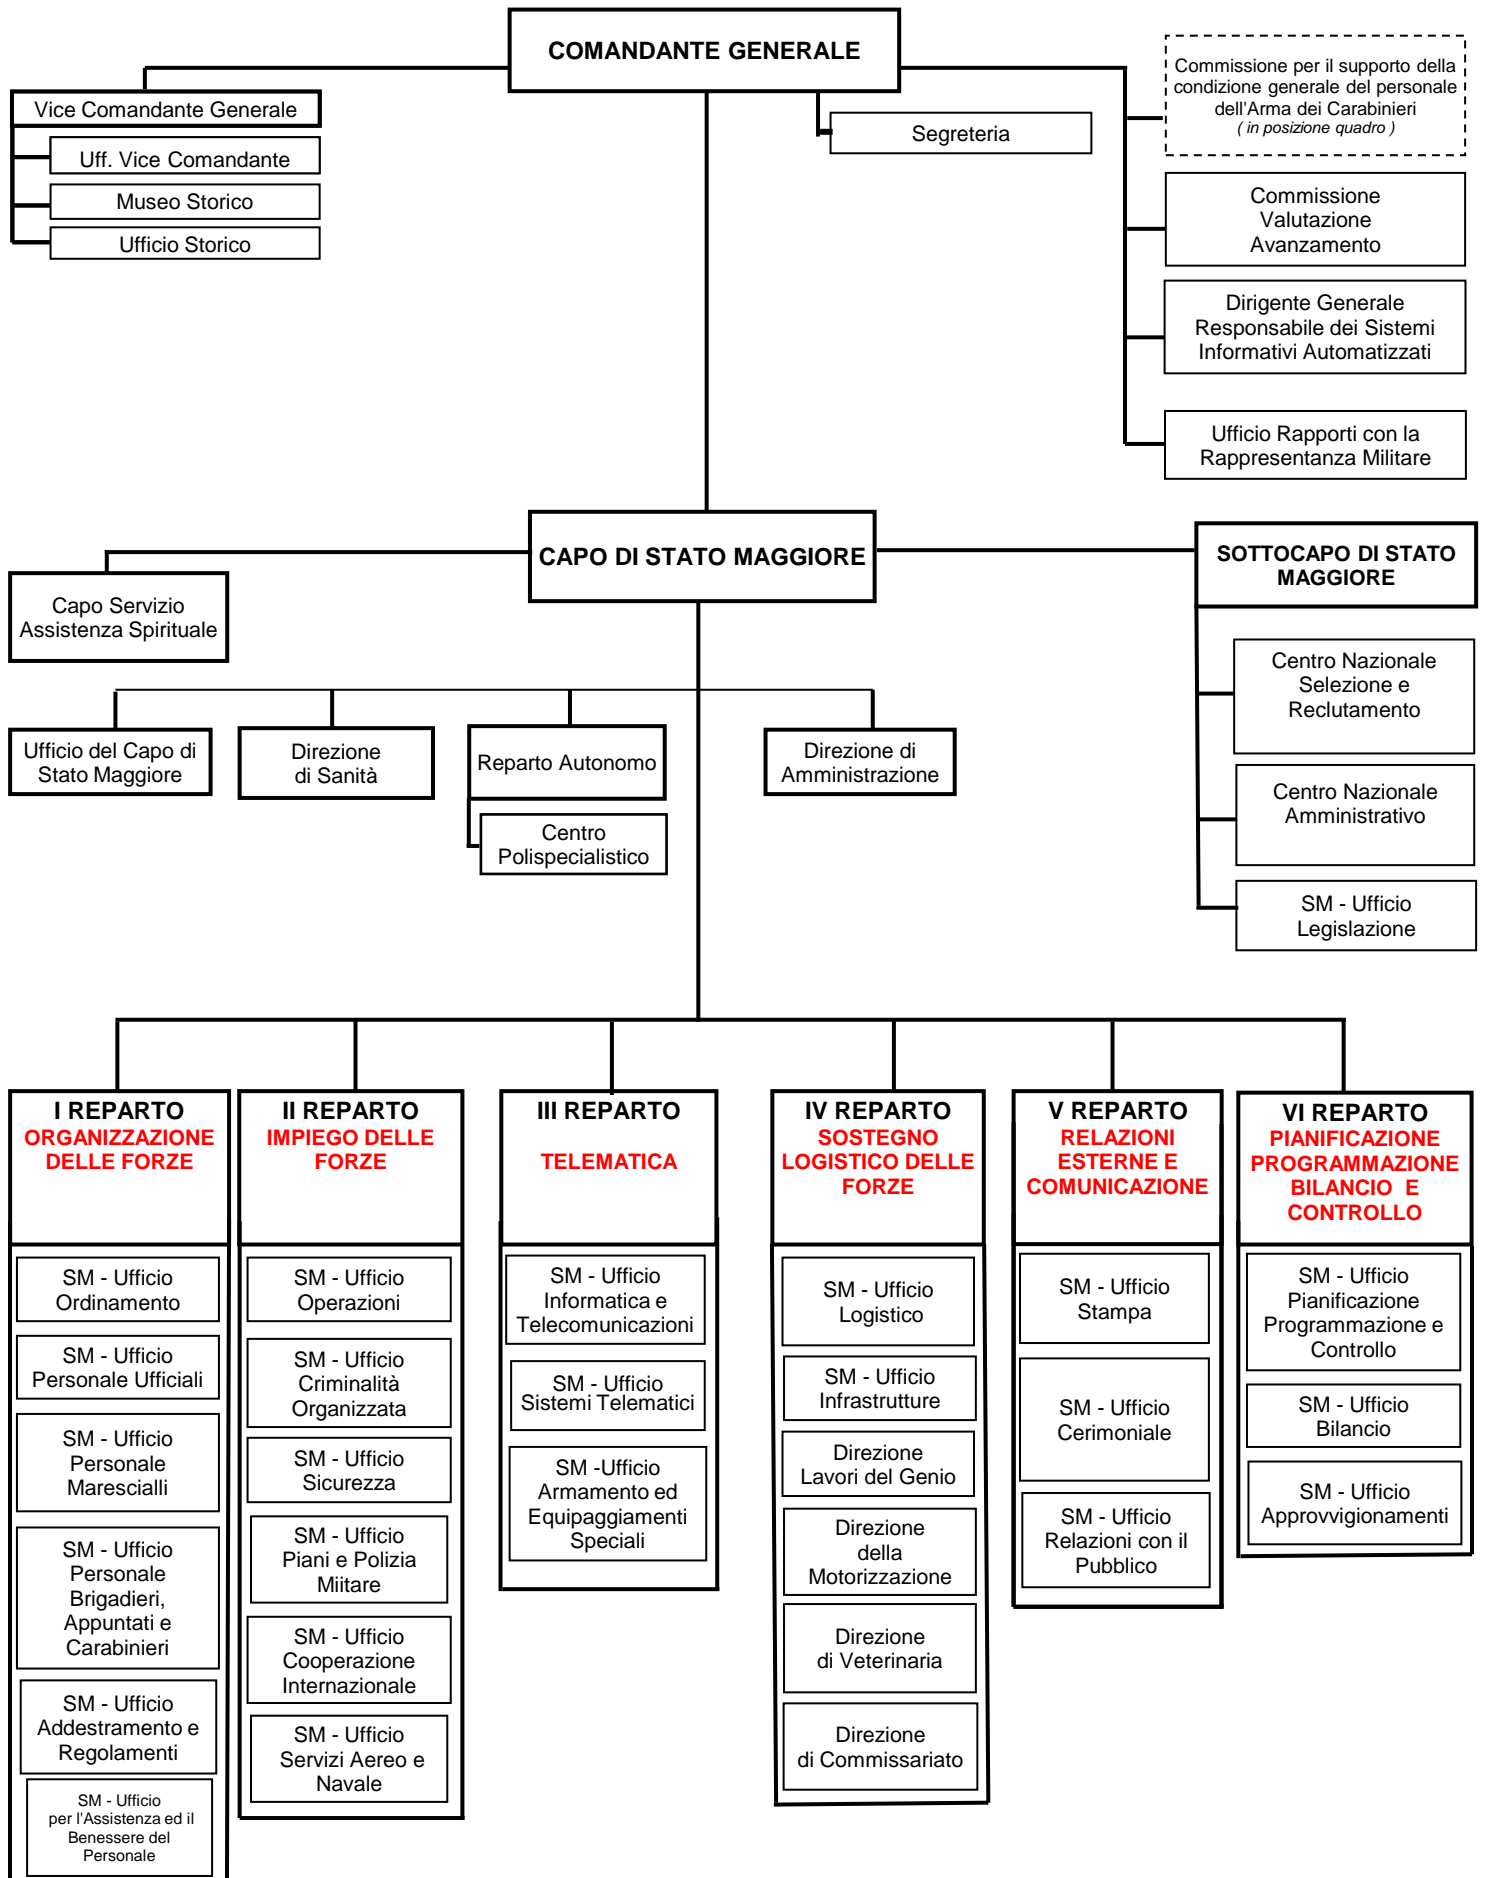 COMANDANTE GENERALE
Vice Comandante Generale
Uff. Vice Comandante
Museo Storico
Ufficio Storico
Segreteria
Commissione per il supporto della
condizione generale del personale
dell'Arma dei Carabinieri
( in posizione quadro )
Commissione
Valutazione
Avanzamento
Dirigente Generale
Responsabile dei Sistemi
Informativi Automatizzati
Ufficio Rapporti con la
Rappresentanza Militare
CAPO DI STATO MAGGIORE
SOTTOCAPO DI STATO
MAGGIORE
Capo Servizio
Assistenza Spirituale
Centro Nazionale
Selezione e
Reclutamento
Centro Nazionale
Amministrativo
SM - Ufficio
Legislazione
Ufficio del Capo di
Stato Maggiore
Direzione
di Sanità
Reparto Autonomo
Centro
Polispecialistico
Direzione di
Amministrazione
I REPARTO
ORGANIZZAZIONE
DELLE FORZE
SM - Ufficio
Ordinamento
SM - Ufficio
Personale Ufficiali
SM - Ufficio
Personale
Marescialli
SM - Ufficio
Personale
Brigadieri,
Appuntati e
Carabinieri
SM - Ufficio
Addestramento e
Regolamenti
SM - Ufficio
per l'Assistenza ed il
Benessere del
Personale
II REPARTO
IMPIEGO DELLE
FORZE
SM - Ufficio
Operazioni
SM - Ufficio
Criminalità
Organizzata
SM - Ufficio
Sicurezza
SM - Ufficio
Piani e Polizia
Miitare
SM - Ufficio
Cooperazione
Internazionale
SM - Ufficio
Servizi Aereo e
Navale
III REPARTO
TELEMATICA
SM - Ufficio
Informatica e
Telecomunicazioni
SM - Ufficio
Sistemi Telematici
SM -Ufficio
Armamento ed
Equipaggiamenti
Speciali
IV REPARTO
SOSTEGNO
LOGISTICO DELLE
FORZE
SM - Ufficio
Logistico
SM - Ufficio
Infrastrutture
Direzione
Lavori del Genio
Direzione
della
Motorizzazione
Direzione
di Veterinaria
Direzione
di Commissariato
V REPARTO
RELAZIONI
ESTERNE E
COMUNICAZIONE
SM - Ufficio
Stampa
SM - Ufficio
Cerimoniale
SM - Ufficio
Relazioni con il
Pubblico
VI REPARTO
PIANIFICAZIONE
PROGRAMMAZIONE
BILANCIO E
CONTROLLO
SM - Ufficio
Pianificazione
Programmazione e
Controllo
SM - Ufficio
Bilancio
SM - Ufficio
Approvvigionamenti